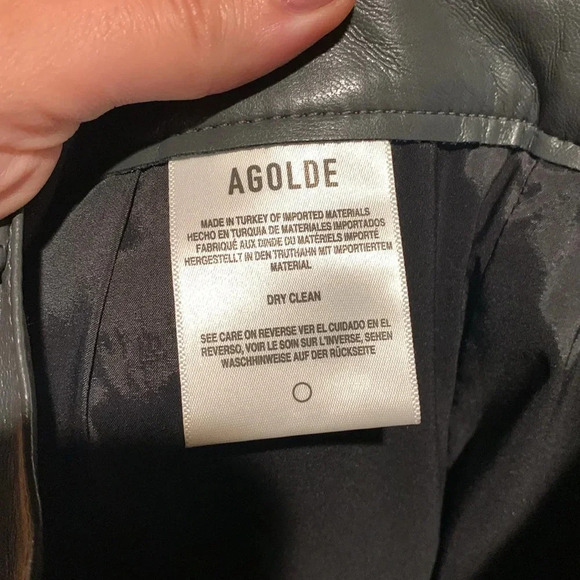 AGOLDE
MADE IN TURKEY OF IMPORTED MATERIALS
HECHO EN TURQUIA DE MATERIALES IMPORTADOS
FABRIQUÉ AUX DINDE DU MATÉRIELS IMPORTÉ
HERGESTELLT IN DEN TRUTHAHN MIT IMPORTIERTEM
MATERIAL
DRY CLEAN
SEE CARE ON REVERSE VER EL CUIDADO EN EL
REVERSO, VOIR LE SOIN SUR L'INVERSE, SEHEN
WASCHHINWEISE AUF DER RÜCKSEITE